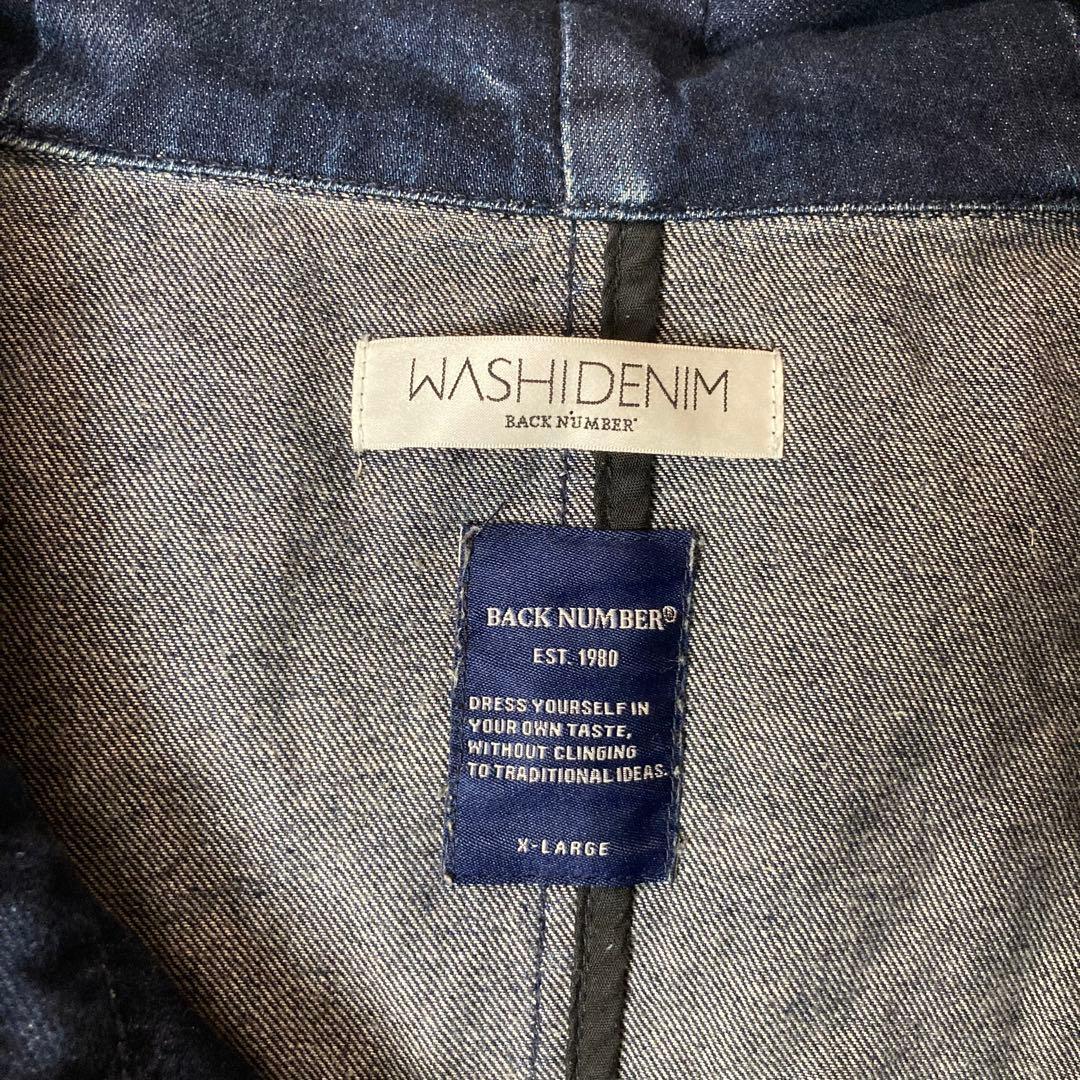 WASHIDENIM
BACK NUMBER
BACK NUMBER®
EST. 1980
DRESS YOURSELF IN
YOUR OWN TASTE,
WITHOUT CLINGING
TO TRADITIONAL IDEAS.
X-LARGE